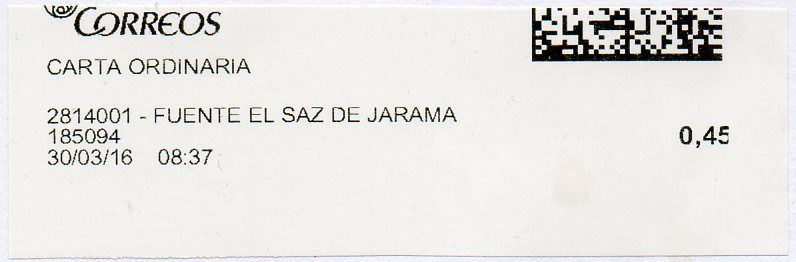 CORREOS
CARTA ORDINARIA
2814001 - FUENTE EL SAZ DE JARAMA
185094
0,45
30/03/16 08:37